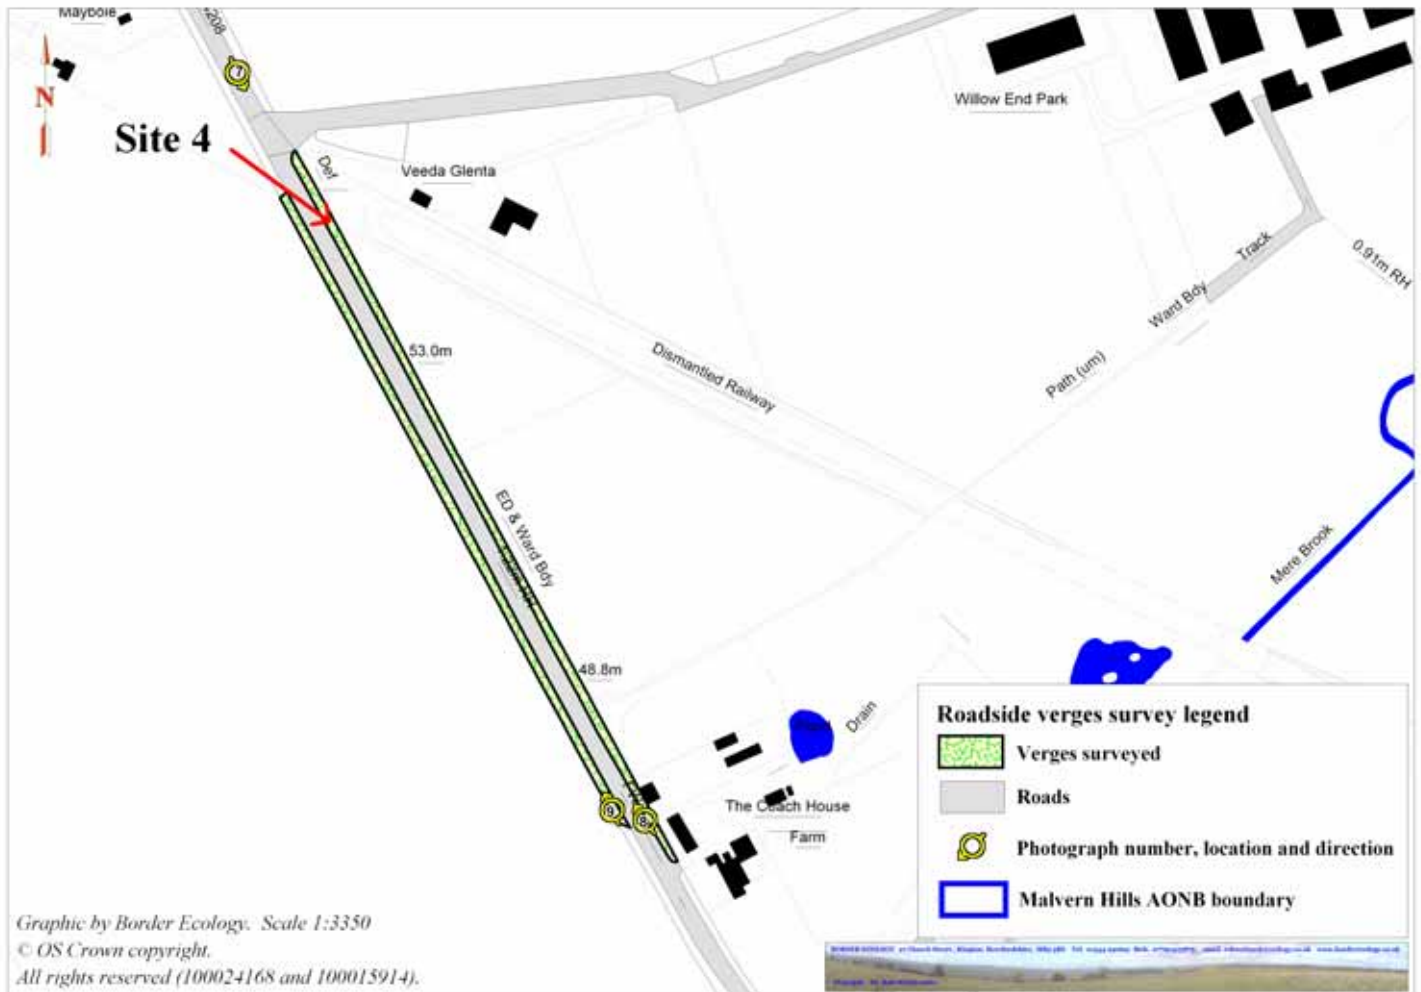 Maybole
N
7
Site 4
Def
Veeda Glenta
Willow End Park
Track
0.91m RH
Ward Bdy
Path (um)
53.0m
Dismantled Railway
ED & Ward Bdy
Mere Brook
48.8m
Drain
9
8
The Coach House
Farm
Roadside verges survey legend
Verges surveyed
Roads
Photograph number, location and direction
Malvern Hills AONB boundary
Graphic by Border Ecology. Scale 1:3350
© OS Crown copyright.
All rights reserved (100024168 and 100015914).